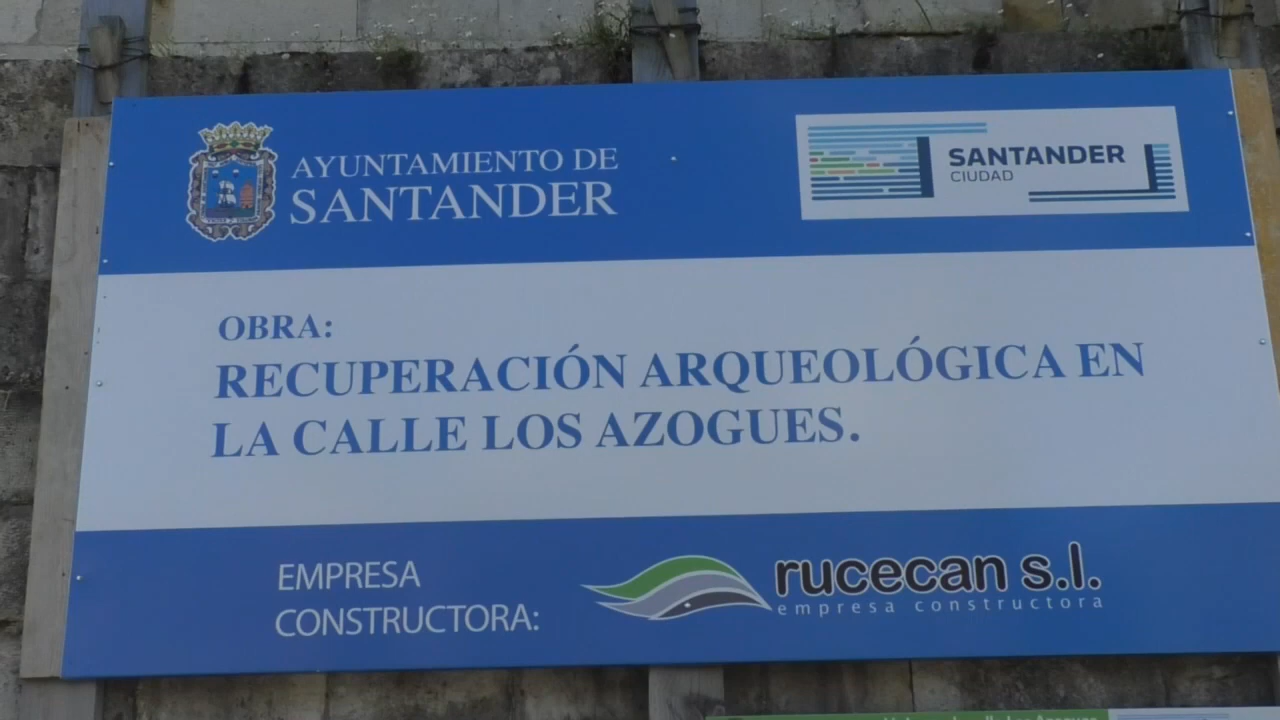 AYUNTAMIENTO DE
SANTANDER
SANTANDER
CIUDAD
OBRA:
RECUPERACIÓN ARQUEOLÓGICA EN
LA CALLE LOS AZOGUES.
EMPRESA
CONSTRUCTORA:
rucecan s.l.
empresa constructora